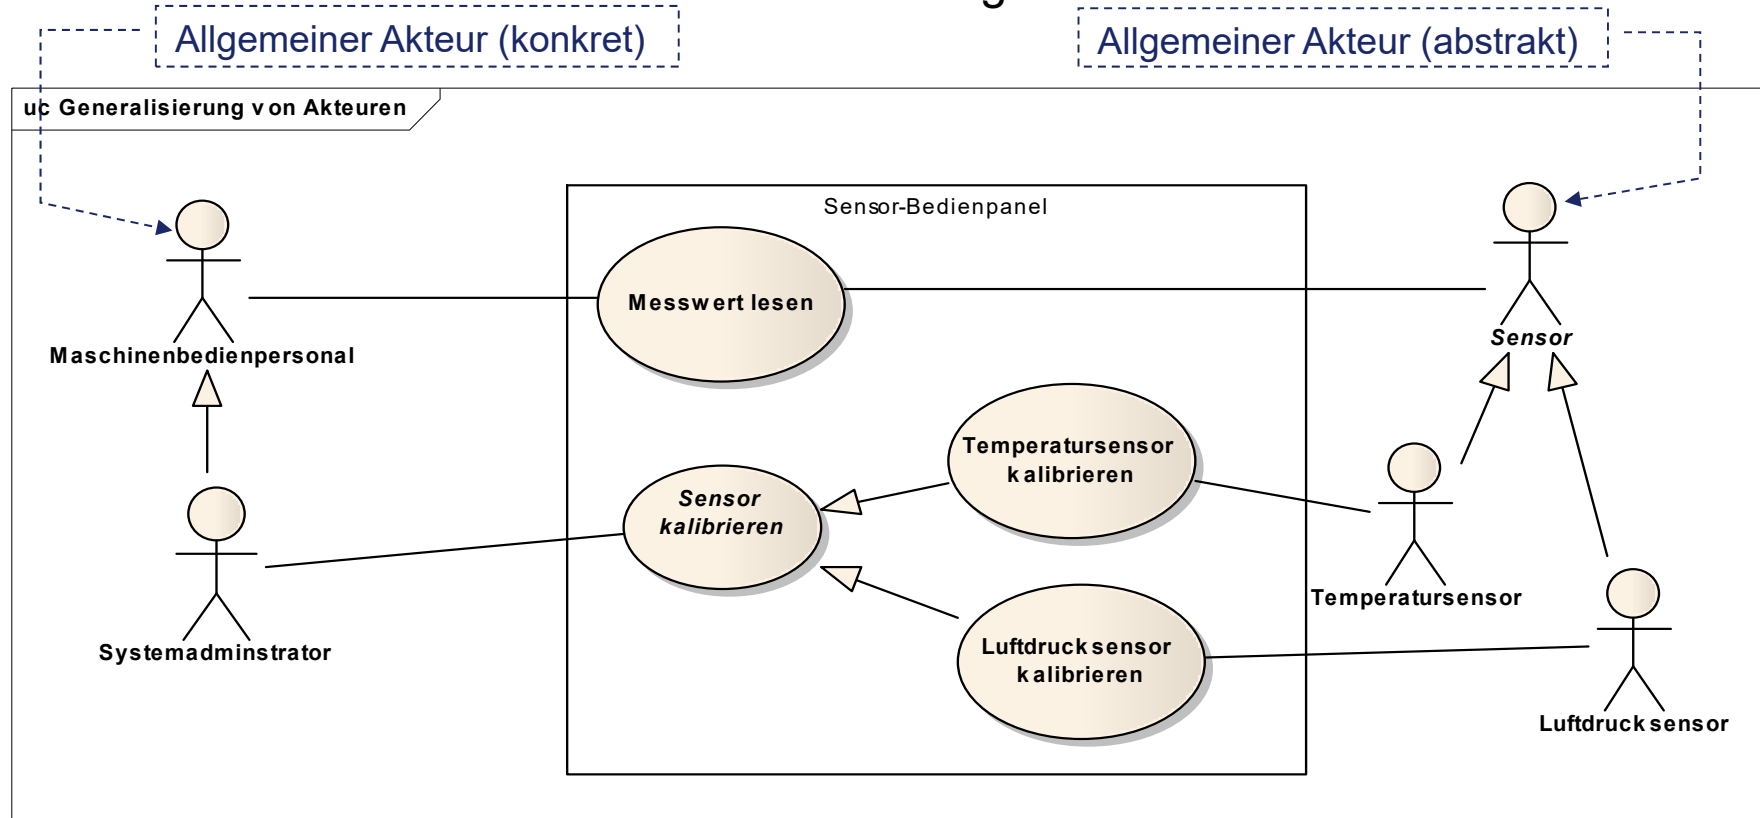 g
Allgemeiner Akteur (konkret)
Allgemeiner Akteur (abstrakt)
uc Generalisierung von Akteuren
Sensor-Bedienpanel
Messwert lesen
Maschinenbedienpersonal
Sensor
Temperatursensor
kalibrieren
Sensor
kalibrieren
Temperatursensor
Systemadminstrator
Luftdrucksensor
kalibrieren
Luftdrucksensor